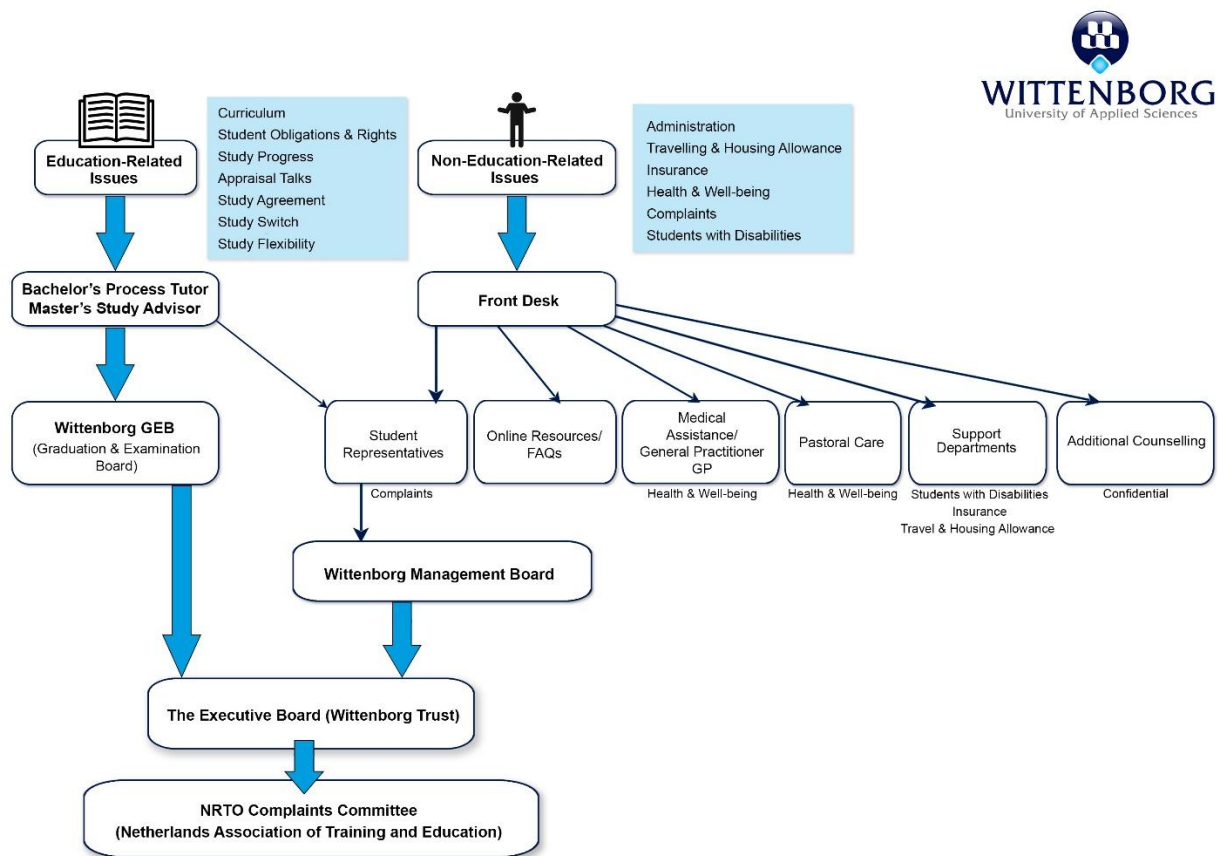 WITTENBORG
University of Applied Sciences
Education-Related
Issues
Curriculum
Student Obligations & Rights
Study Progress
Appraisal Talks
Study Agreement
Study Switch
Study Flexibility
Non-Education-Related
Issues
Administration
Travelling & Housing Allowance
Insurance
Health & Well-being
Complaints
Students with Disabilities
Bachelor's Process Tutor
Master's Study Advisor
Front Desk
Wittenborg GEB
(Graduation & Examination
Board)
Student
Representatives
Complaints
Online Resources/
FAQs
Medical
Assistance/
General Practitioner
GP
Health & Well-being
Pastoral Care
Health & Well-being
Support
Departments
Students with Disabilities
Insurance
Travel & Housing Allowance
Additional Counselling
Confidential
Wittenborg Management Board
The Executive Board (Wittenborg Trust)
NRTO Complaints Committee
(Netherlands Association of Training and Education)